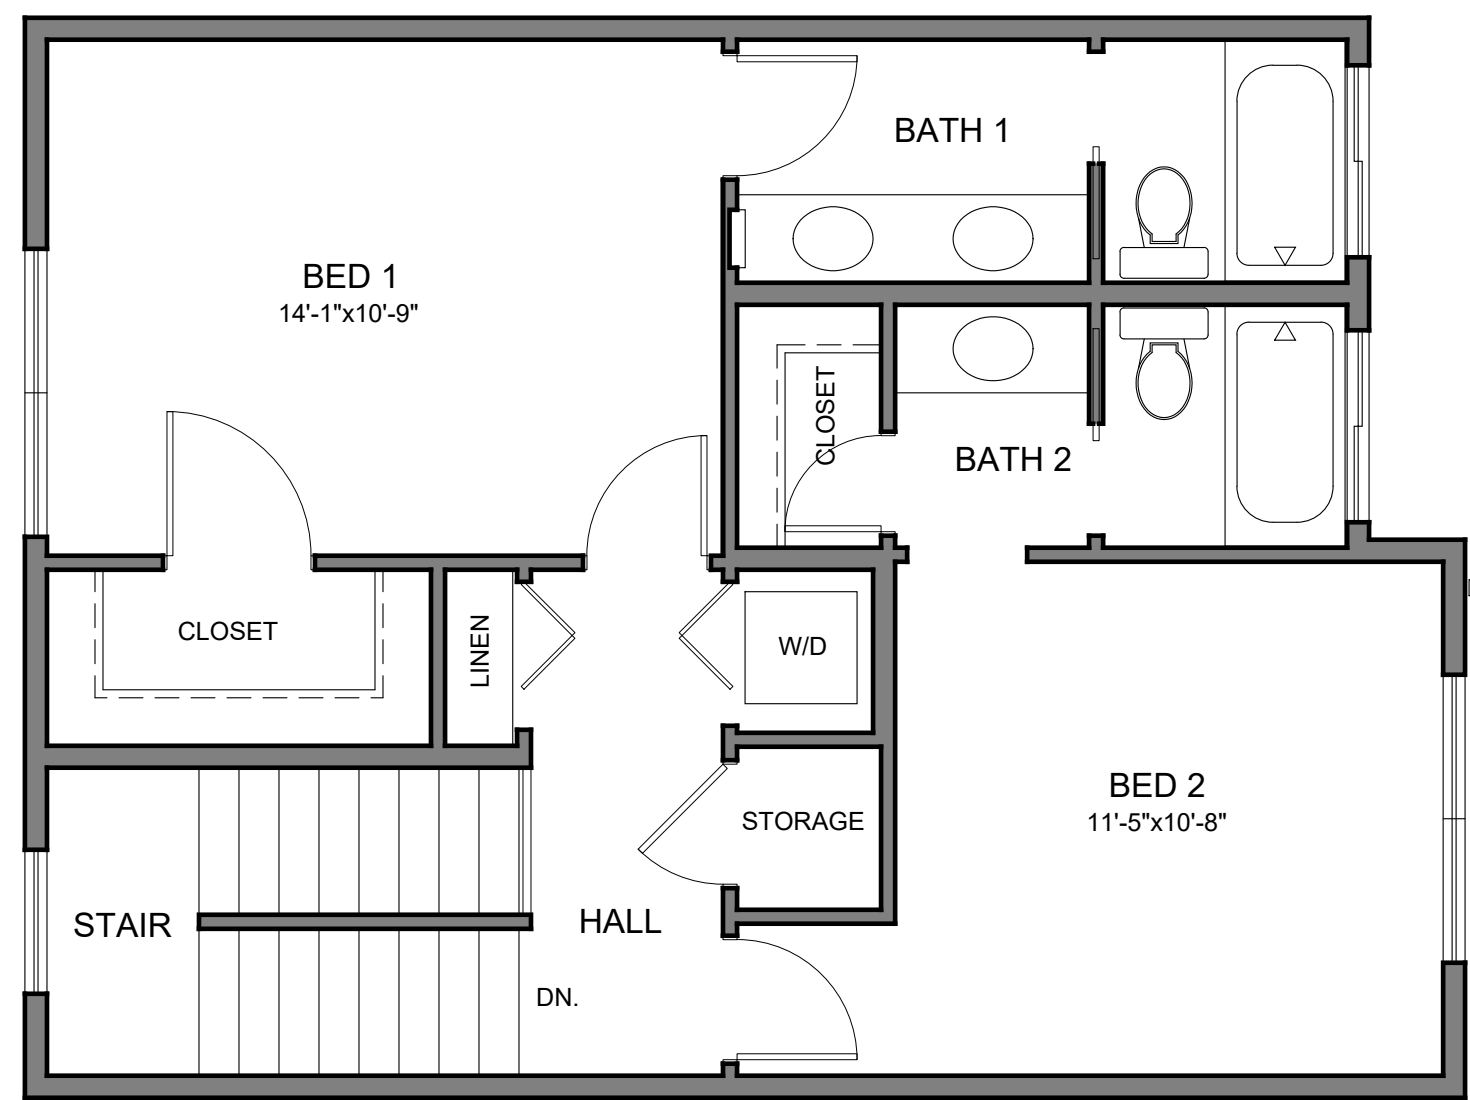 BATH 1
BED 1
14'-1"x10'-9"
CLOSET
BATH 2
CLOSET
LINEN
W/D
BED 2
11'-5"x10'-8"
STORAGE
STAIR
HALL
DN.